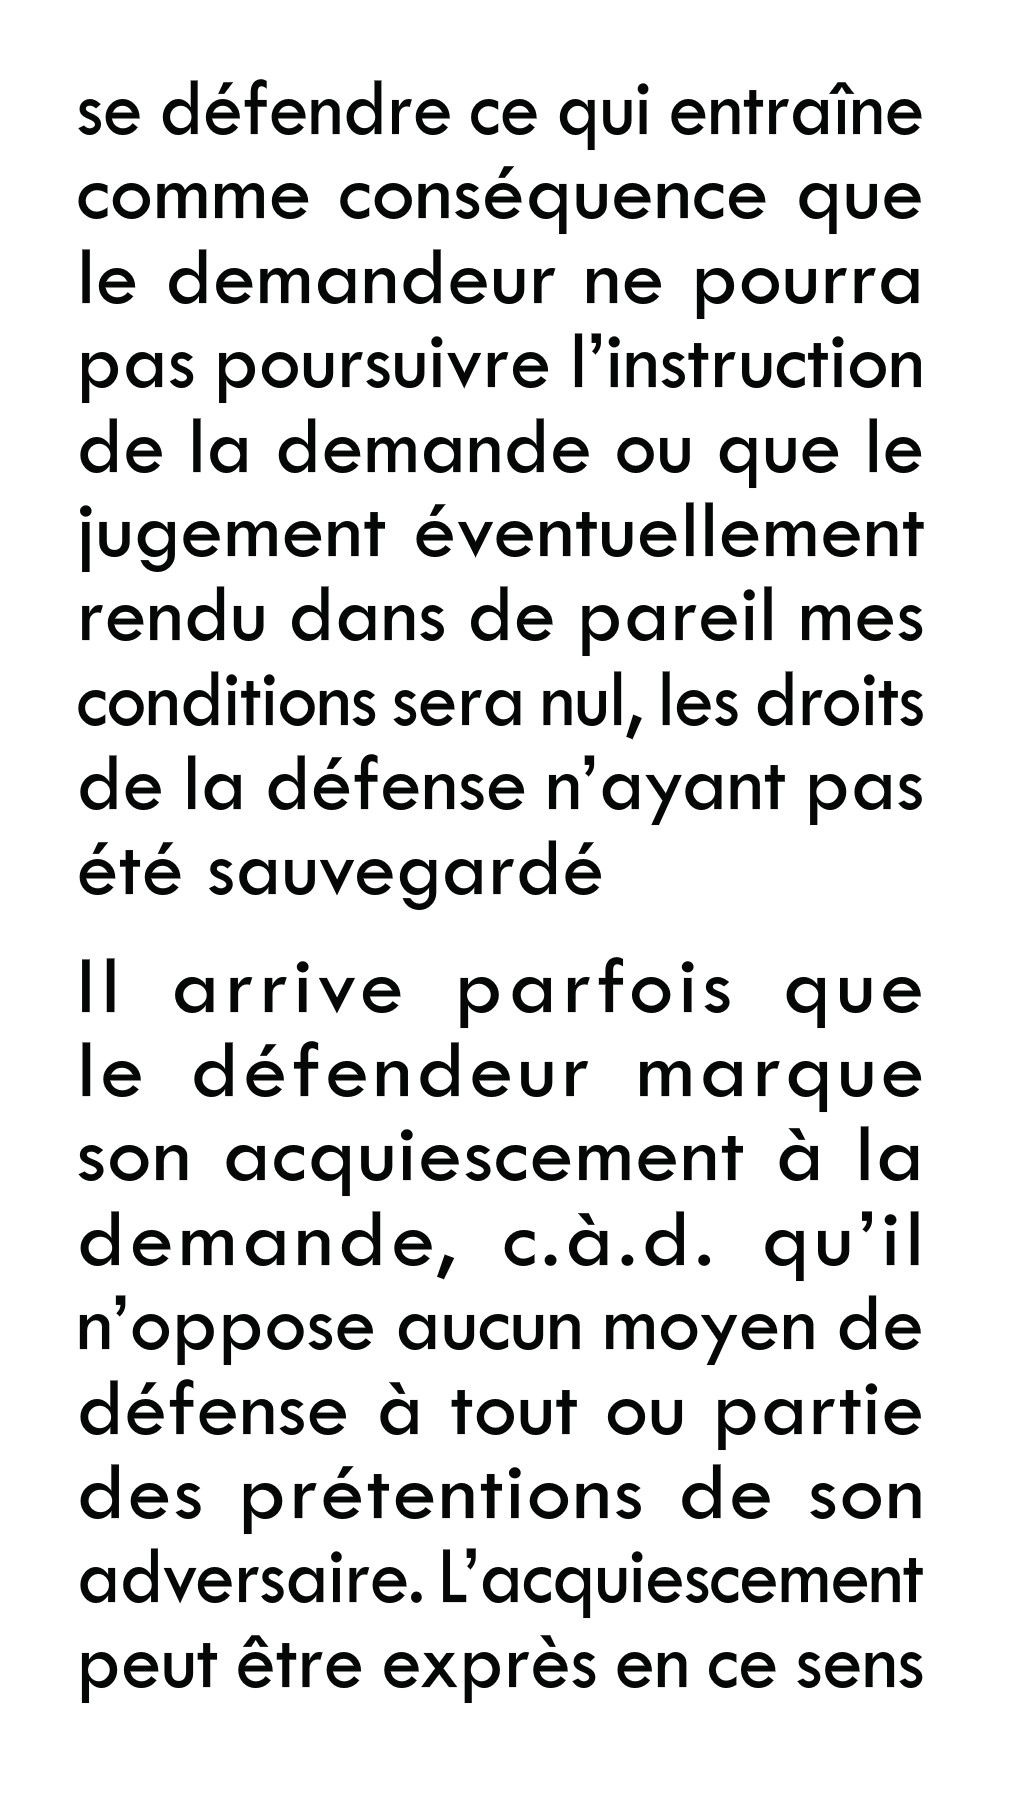 se défendre ce qui entraîne
comme conséquence que
le demandeur ne pourra
pas poursuivre l’instruction
de la demande ou que le
jugement éventuellement
rendu dans de pareil mes
conditions sera nul, les droits
de la défense n’ayant pas
été sauvegardé
Il arrive parfois que
le défendeur marque
son acquiescement à la
demande, c.à.d. qu’il
n’oppose aucun moyen de
défense à tout ou partie
des prétentions de son
adversaire. L’acquiescement
peut être exprès en ce sens